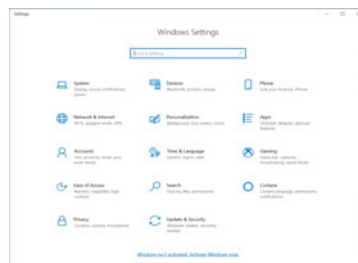 Settings
Windows Settings
Find a setting
System
Display, sound, notifications,
power
Devices
Bluetooth, printers, mouse
Phone
Link your Android, iPhone
Network & Internet
Wi-Fi, airplane mode, VPN
Personalization
Background, lock screen, colors
Apps
Uninstall, defaults, optional
features
Accounts
Your accounts, email, sync,
work, family
Time & Language
Speech, region, date
Gaming
Game bar, captures,
broadcasting, Game Mode
Ease of Access
Narrator, magnifier, high
contrast
Search
Find my files, permissions
Cortana
Cortana language, permissions,
notifications
Privacy
Location, camera, microphone
Update & Security
Windows Update, recovery,
backup
Windows isn't activated. Activate Windows now.